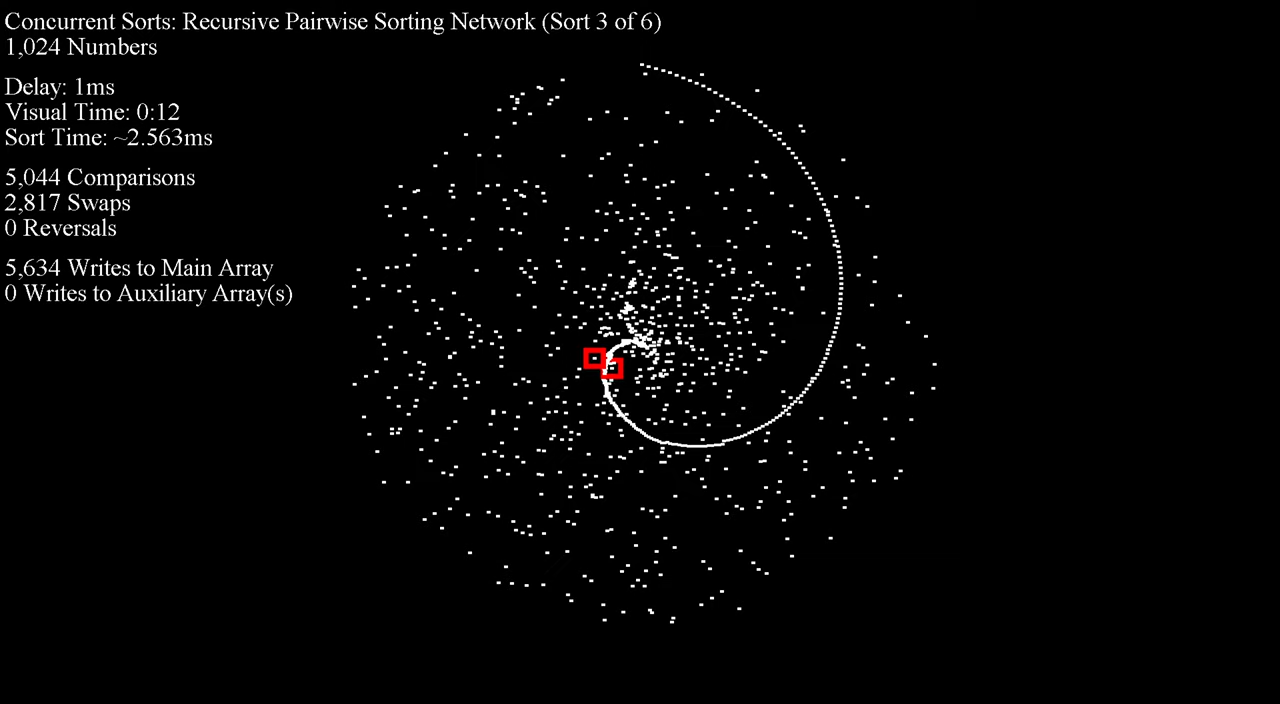 Concurrent Sorts: Recursive Pairwise Sorting Network (Sort 3 of 6)
1,024 Numbers
Delay: 1ms
Visual Time: 0:12
Sort Time: ~2.563ms
5,044 Comparisons
2,817 Swaps
0 Reversals
5,634 Writes to Main Array
0 Writes to Auxiliary Array(s)